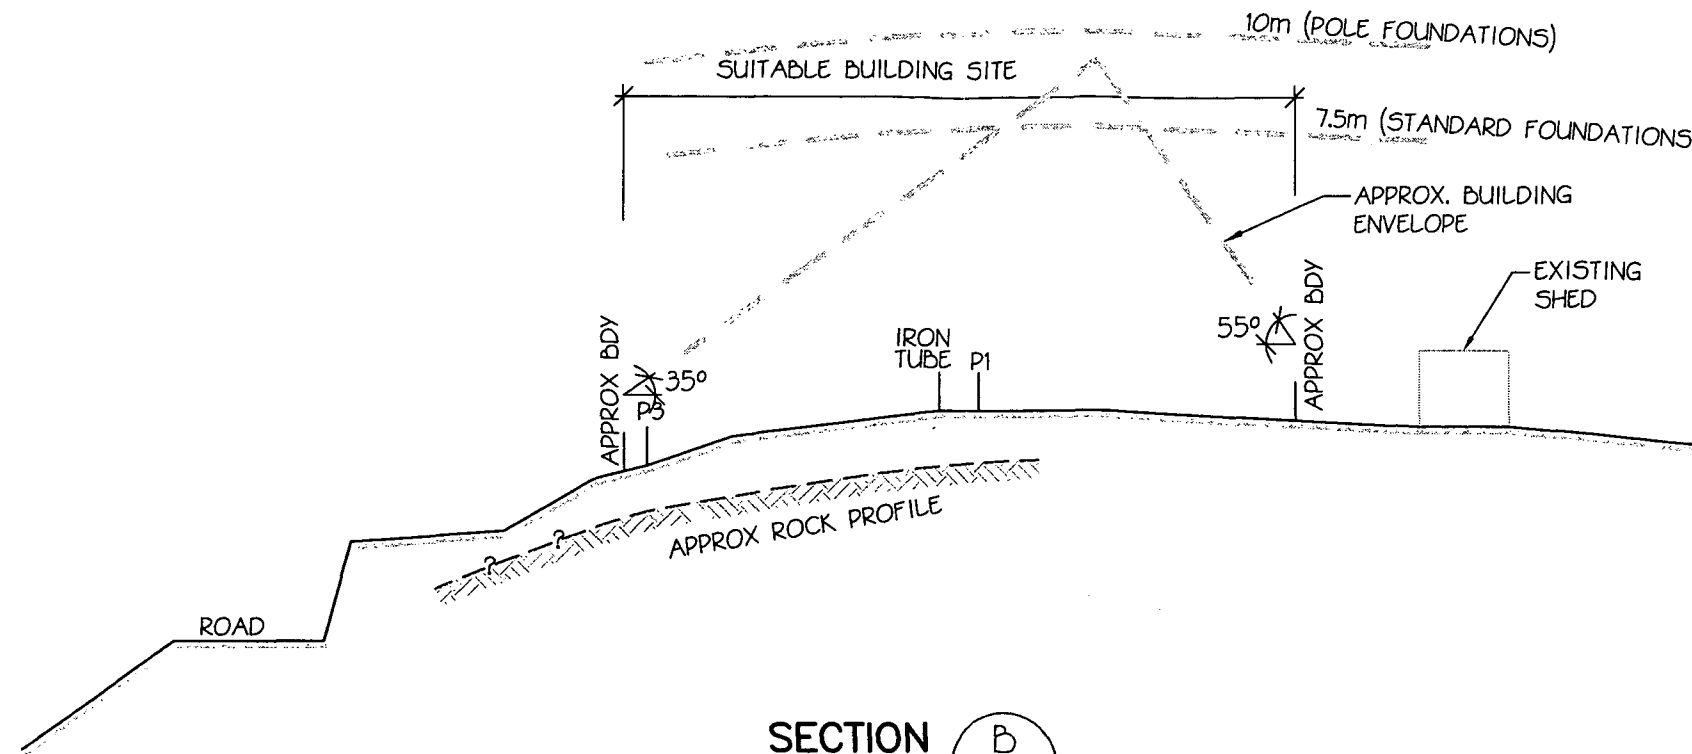 10m (POLE FOUNDATIONS)
SUITABLE BUILDING SITE
7.5m (STANDARD FOUNDATIONS
APPROX. BUILDING
ENVELOPE
EXISTING
SHED
APPROX BDY
35°
P3
IRON
TUBE
P1
55°
APPROX BDY
? ?
APPROX ROCK PROFILE
ROAD
SECTION
B